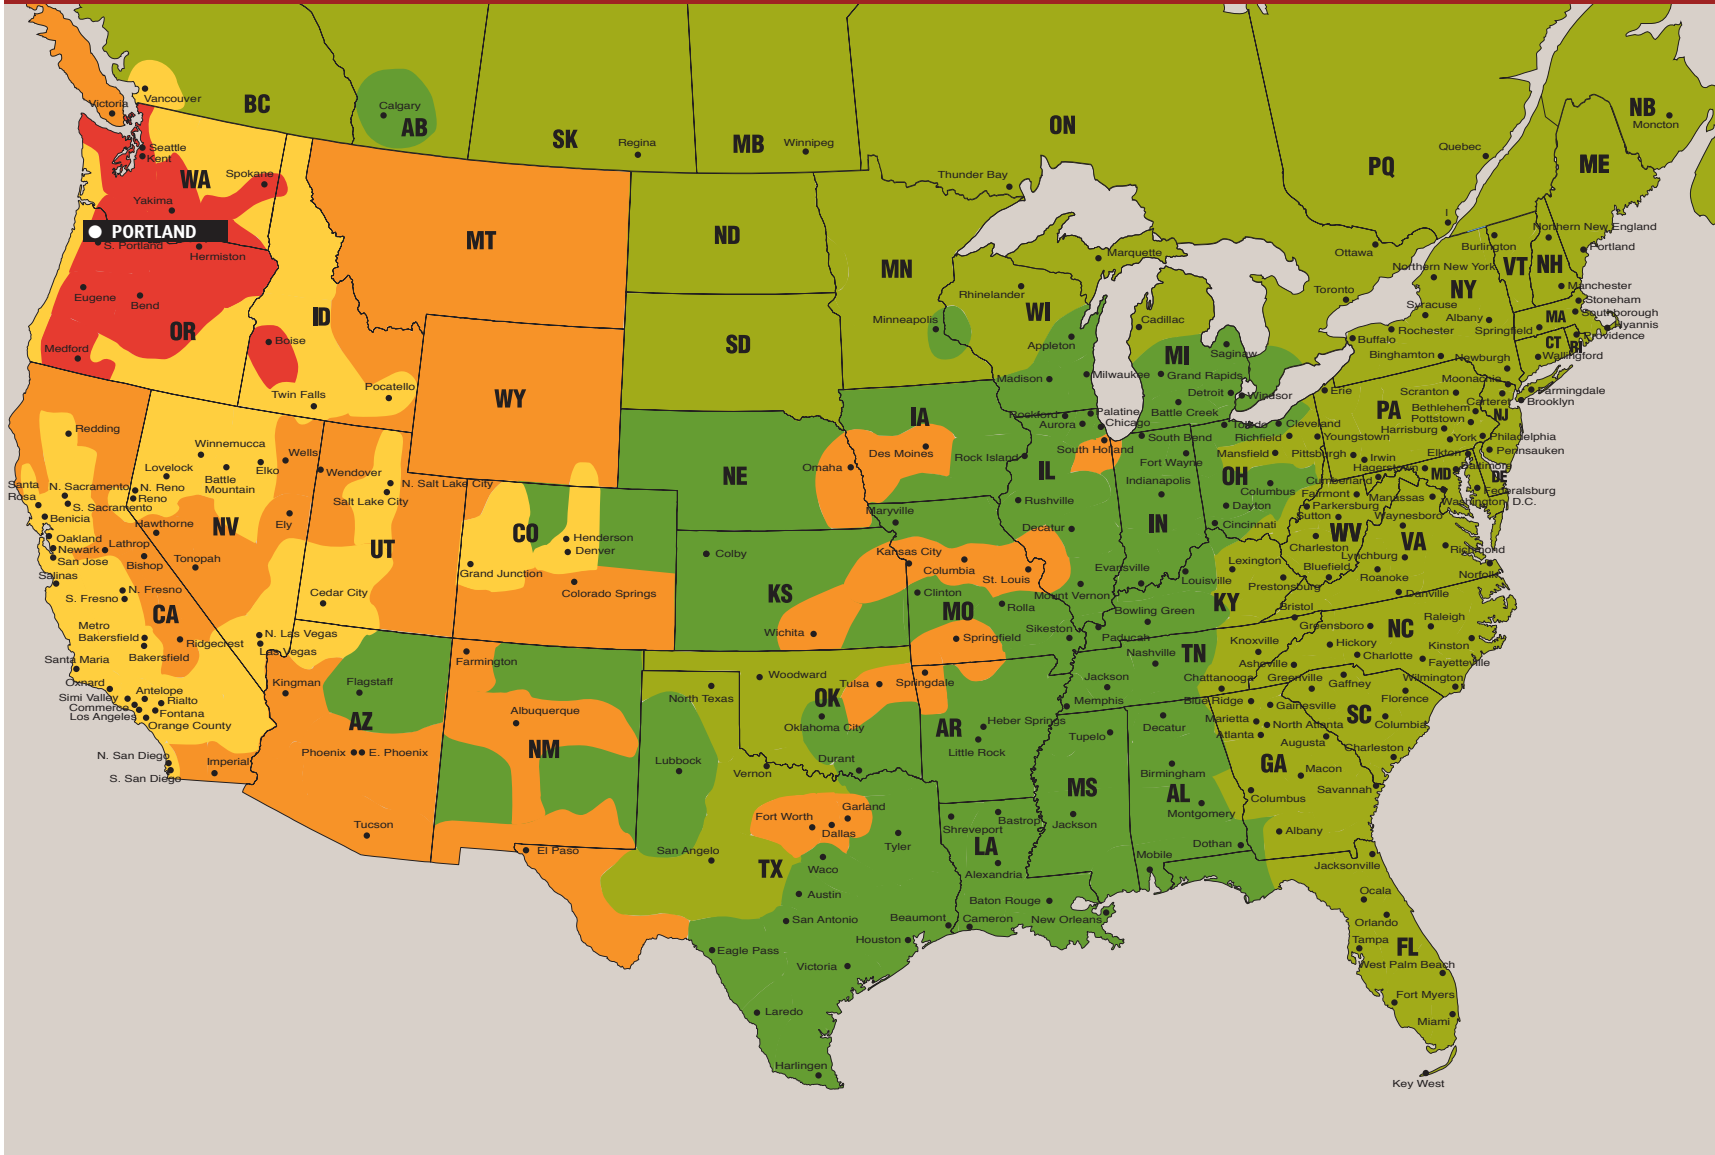 BC
AB
SK
MB
ON
PQ
NB
ME
Victoria
Vancouver
Calgary
Regina
Winnipeg
Thunder Bay
Quebec
Moncton
Ottawa
Toronto
Seattle
Kent
WA
Spokane
Yakima
PORTLAND
S. Portland
Hermiston
Eugene
Bend
OR
Medford
ID
Boise
Twin Falls
Pocatello
MT
WY
ND
SD
MN
Minneapolis
WI
Marquette
Rhinelander
Appleton
Madison
Milwaukee
MI
Cadillac
Saginaw
Grand Rapids
Detroit
Windsor
Battle Creek
Northern New England
Portland
Burlington
VT
NH
Northern New York
NY
Syracuse
Albany
Rochester
Buffalo
Binghamton
Newburgh
Manchester
Stoneham
Southborough
Hyannis
MA
Springfield
Providence
CT
RI
Wallingford
Moonachie
Farmingdale
Carteret
Brooklyn
NJ
PA
Erie
Scranton
Bethlehem
Pottstown
Harrisburg
York
Philadelphia
Pennsauken
Pittsburgh
Irwin
Elkton
Hagerstown
Cumberland
MD
Baltimore
DE
Federalsburg
Washington, D.C.
Manassas
Redding
Santa Rosa
N. Sacramento
S. Sacramento
Benicia
Oakland
Newark
San Jose
Lathrop
Salinas
N. Fresno
S. Fresno
CA
Bishop
Metro Bakersfield
Bakersfield
Ridgecrest
Santa Maria
Oxnard
Simi Valley
Commerce
Los Angeles
Antelope
Rialto
Fontana
Orange County
N. San Diego
S. San Diego
Imperial
Winnemucca
Lovelock
Battle Mountain
Elko
Wells
N. Reno
Reno
Hawthorne
NV
Ely
Tonopah
N. Las Vegas
Las Vegas
Wendover
N. Salt Lake City
Salt Lake City
UT
Cedar City
CO
Henderson
Denver
Grand Junction
Colorado Springs
Kingman
Flagstaff
AZ
Phoenix
E. Phoenix
Tucson
Farmington
Albuquerque
NM
NE
Omaha
IA
Des Moines
KS
Colby
Wichita
Maryville
Kansas City
Columbia
St. Louis
Clinton
MO
Rolla
Springfield
Sikeston
Rockford
Aurora
Palatine
Chicago
South Holland
Rock Island
IL
Rushville
Decatur
Mount Vernon
South Bend
Fort Wayne
Indianapolis
IN
Evansville
Toledo
Cleveland
Richfield
Youngstown
Mansfield
OH
Columbus
Dayton
Cincinnati
Fairmont
Parkersburg
Sutton
WV
Charleston
Bluefield
Waynesboro
VA
Lynchburg
Richmond
Roanoke
Norfolk
Danville
Lexington
Louisville
Prestonsburg
KY
Bowling Green
Paducah
Bristol
Knoxville
Nashville
TN
Jackson
Memphis
Chattanooga
Greensboro
Raleigh
NC
Hickory
Kinston
Asheville
Charlotte
Fayetteville
Wilmington
Greenville
Gaffney
Florence
SC
Columbia
Charleston
Blue Ridge
Gainesville
Marietta
North Atlanta
Atlanta
Augusta
GA
Macon
Savannah
Columbus
Albany
Decatur
Birmingham
AL
Montgomery
Dothan
Mobile
Tupelo
MS
Jackson
Springdale
AR
Heber Springs
Little Rock
Woodward
OK
Tulsa
Oklahoma City
Durant
North Texas
Lubbock
Vernon
Fort Worth
Garland
Dallas
Tyler
El Paso
San Angelo
TX
Waco
Austin
San Antonio
Eagle Pass
Houston
Beaumont
Victoria
Laredo
Harlingen
Shreveport
Bastrop
LA
Alexandria
Baton Rouge
Cameron
New Orleans
Jacksonville
Ocala
Orlando
Tampa
FL
West Palm Beach
Fort Myers
Miami
Key West